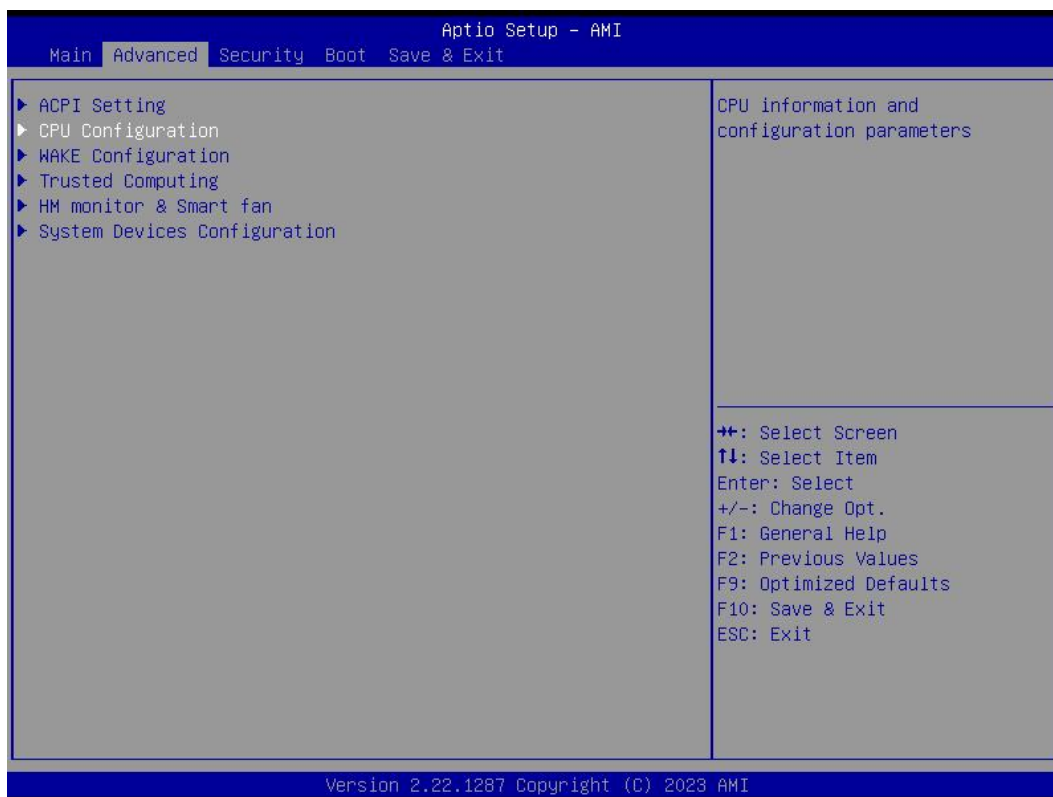 Aptio Setup - AMI
Main Advanced Security Boot Save & Exit
ACPI Setting
CPU Configuration
WAKE Configuration
Trusted Computing
HM monitor & Smart fan
System Devices Configuration
CPU information and
configuration parameters
→←: Select Screen
↑↓: Select Item
Enter: Select
+/-: Change Opt.
F1: General Help
F2: Previous Values
F9: Optimized Defaults
F10: Save & Exit
ESC: Exit
Version 2.22.1287 Copyright (C) 2023 AMI